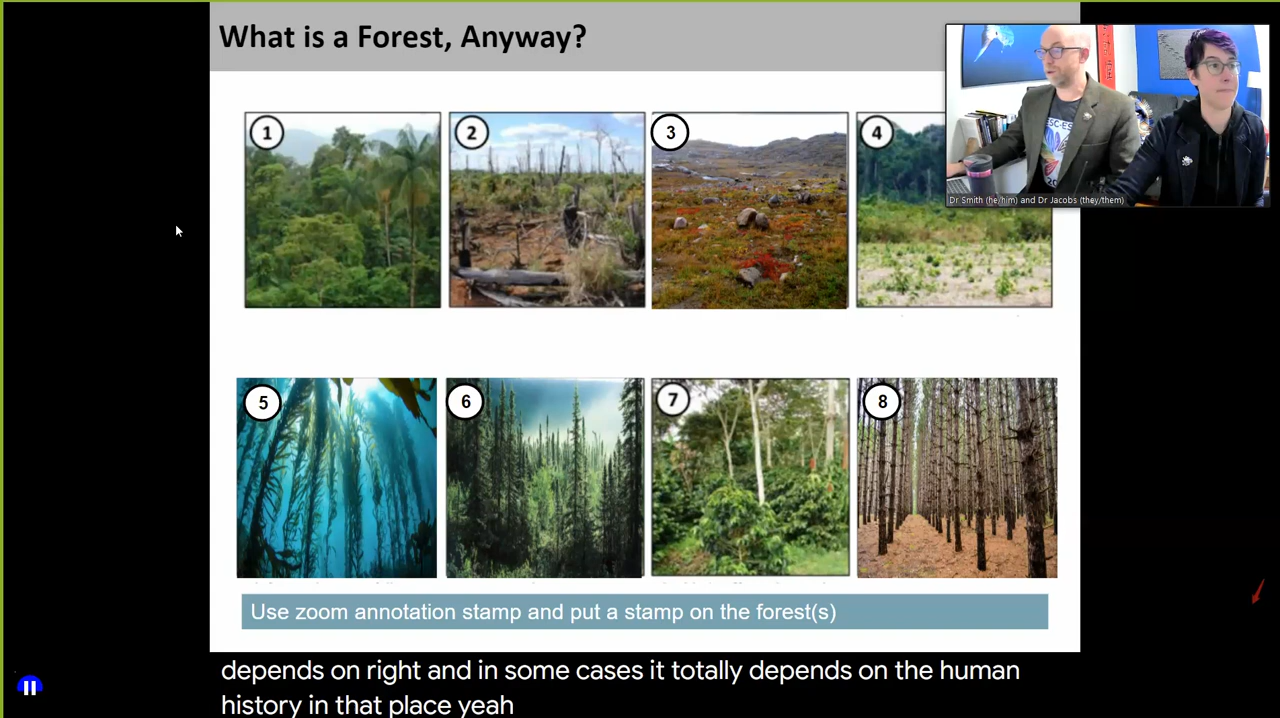 What is a Forest, Anyway?
1
2
3
4
Dr Smith (he/him) and Dr Jacobs (they/them)
5
6
7
8
Use zoom annotation stamp and put a stamp on the forest(s)
depends on right and in some cases it totally depends on the human
history in that place yeah